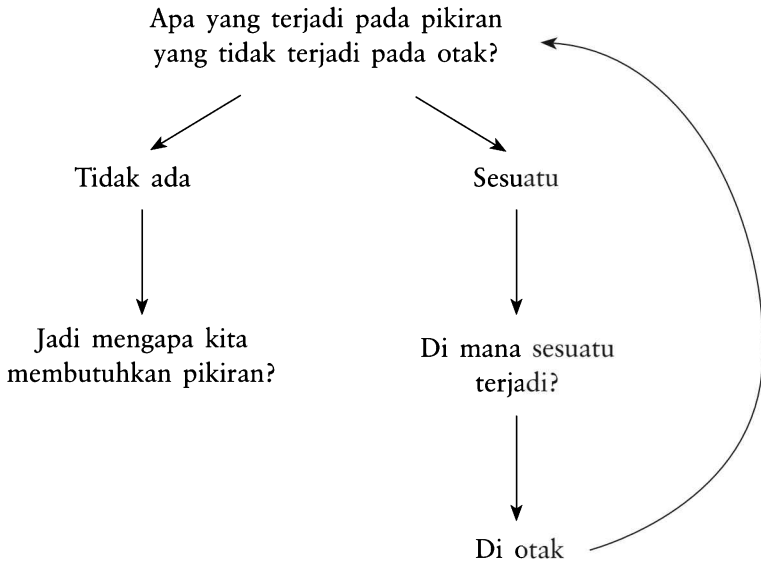 Apa yang terjadi pada pikiran
yang tidak terjadi pada otak?
Tidak ada
Sesuatu
Jadi mengapa kita
membutuhkan pikiran?
Di mana sesuatu
terjadi?
Di otak